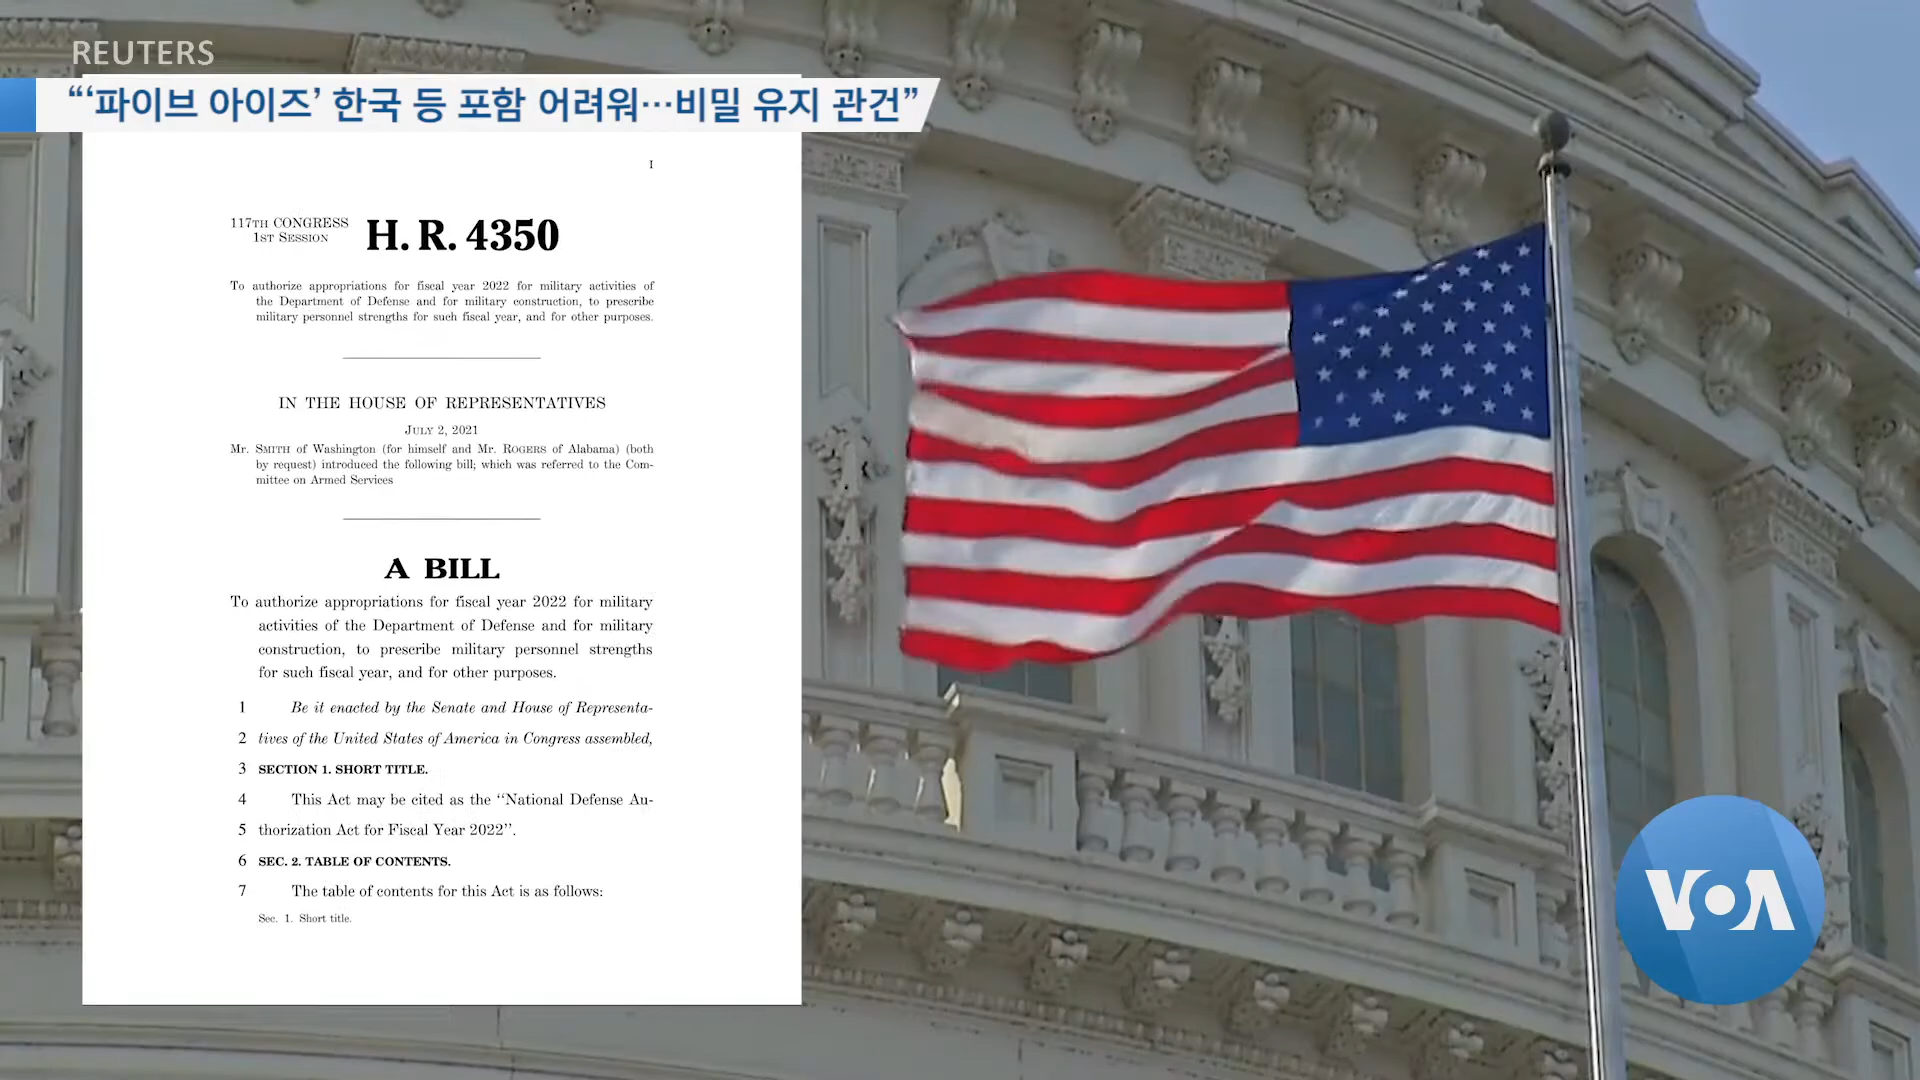 REUTERS
“‘파이브 아이즈’ 한국 등 포함 어려워…비밀 유지 관건”
I
117TH CONGRESS
1ST SESSION
H. R. 4350
To authorize appropriations for fiscal year 2022 for military activities of
the Department of Defense and for military construction, to prescribe
military personnel strengths for such fiscal year, and for other purposes.
IN THE HOUSE OF REPRESENTATIVES
JULY 2, 2021
Mr. SMITH of Washington (for himself and Mr. ROGERS of Alabama) (both
by request) introduced the following bill; which was referred to the Com-
mittee on Armed Services
A BILL
To authorize appropriations for fiscal year 2022 for military
activities of the Department of Defense and for military
construction, to prescribe military personnel strengths
for such fiscal year, and for other purposes.
1 Be it enacted by the Senate and House of Representa-
2 tives of the United States of America in Congress assembled,
3 SECTION 1. SHORT TITLE.
4 This Act may be cited as the ‘‘National Defense Au-
5 thorization Act for Fiscal Year 2022’’.
6 SEC. 2. TABLE OF CONTENTS.
7 The table of contents for this Act is as follows:
Sec. 1. Short title.
VOA